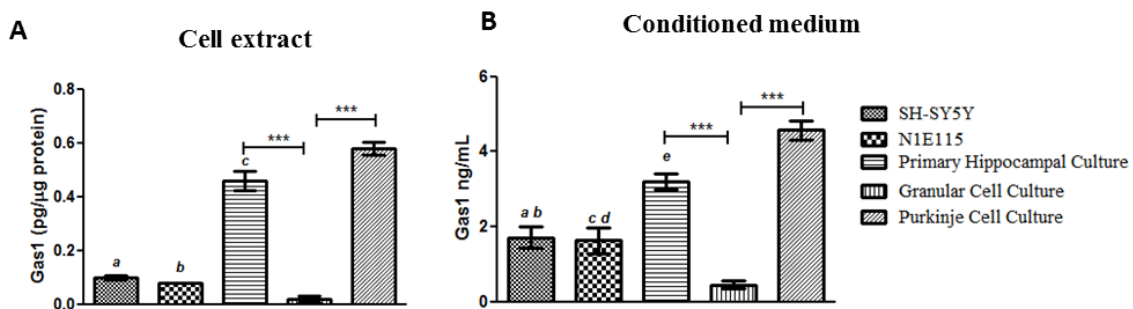 A
Cell extract
Gas1 (pg/µg protein)
0.8
0.6
0.4
0.2
0.0
a
b
c
***
***
B
Conditioned medium
Gas1 ng/mL
6
4
2
0
a b
c d
e
***
***
SH-SY5Y
N1E115
Primary Hippocampal Culture
Granular Cell Culture
Purkinje Cell Culture